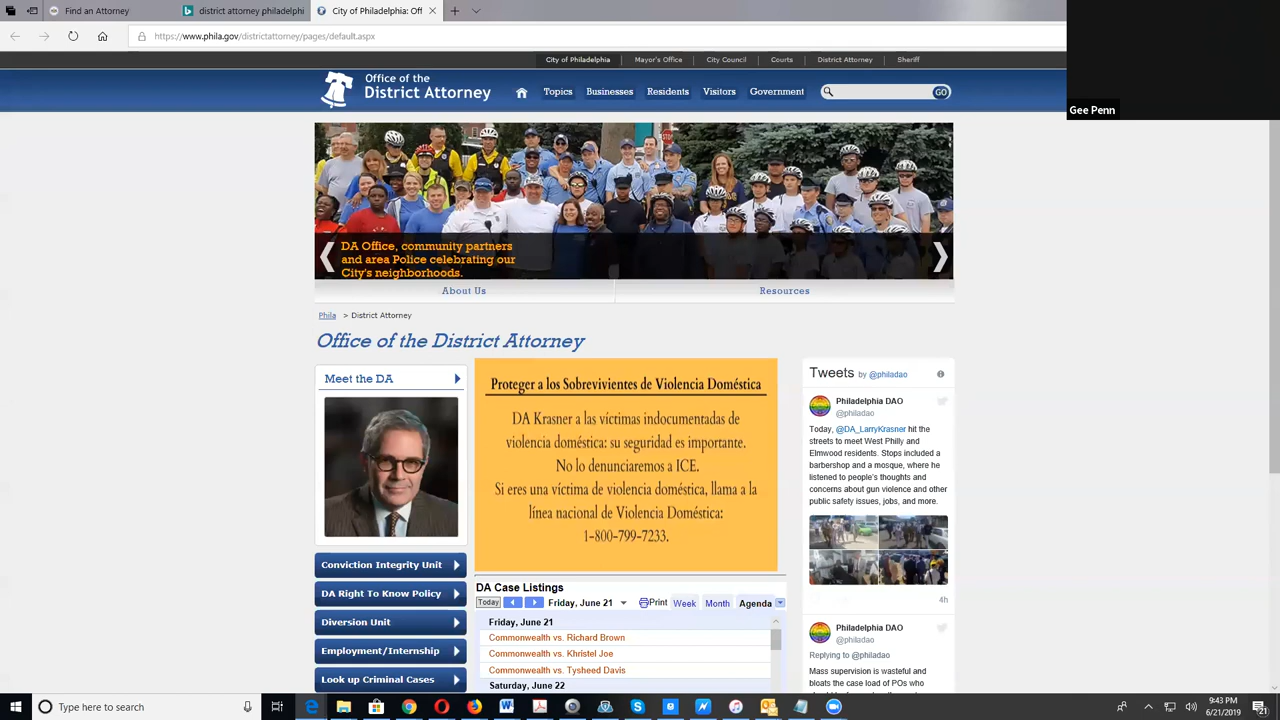 Find an Attorney
district attorney philadelphi
City of Philadelphia: Off
https://www.phila.gov/districtattorney/pages/default.aspx
City of Philadelphia
Mayor's Office
City Council
Courts
District Attorney
Sheriff
Gee Penn
Office of the
District Attorney
Topics
Businesses
Residents
Visitors
Government
GO
DA Office, community partners
and area Police celebrating our
City's neighborhoods.
About Us
Resources
Phila > District Attorney
Office of the District Attorney
Meet the DA
Conviction Integrity Unit
DA Right To Know Policy
Diversion Unit
Employment/Internship
Look up Criminal Cases
Proteger a los Sobrevivientes de Violencia Doméstica
DA Krasner a las víctimas indocumentadas de
violencia doméstica: su seguridad es importante.
No lo denunciaremos a ICE.
Si eres una víctima de violencia doméstica, llama a la
línea nacional de Violencia Doméstica:
1-800-799-7233.
DA Case Listings
Today
Friday, June 21
Print
Week
Month
Agenda
Friday, June 21
Commonwealth vs. Richard Brown
Commonwealth vs. Khristel Joe
Commonwealth vs. Tysheed Davis
Saturday, June 22
Tweets by @philadao
Philadelphia DAO
@philadao
Today, @DA_LarryKrasner hit the
streets to meet West Philly and
Elmwood residents. Stops included a
barbershop and a mosque, where he
listened to people's thoughts and
concerns about gun violence and other
public safety issues, jobs, and more.
4h
Philadelphia DAO
@philadao
Replying to @philadao
Mass supervision is wasteful and
bloats the case load of POs who
Type here to search
9:43 PM
6/21/2019